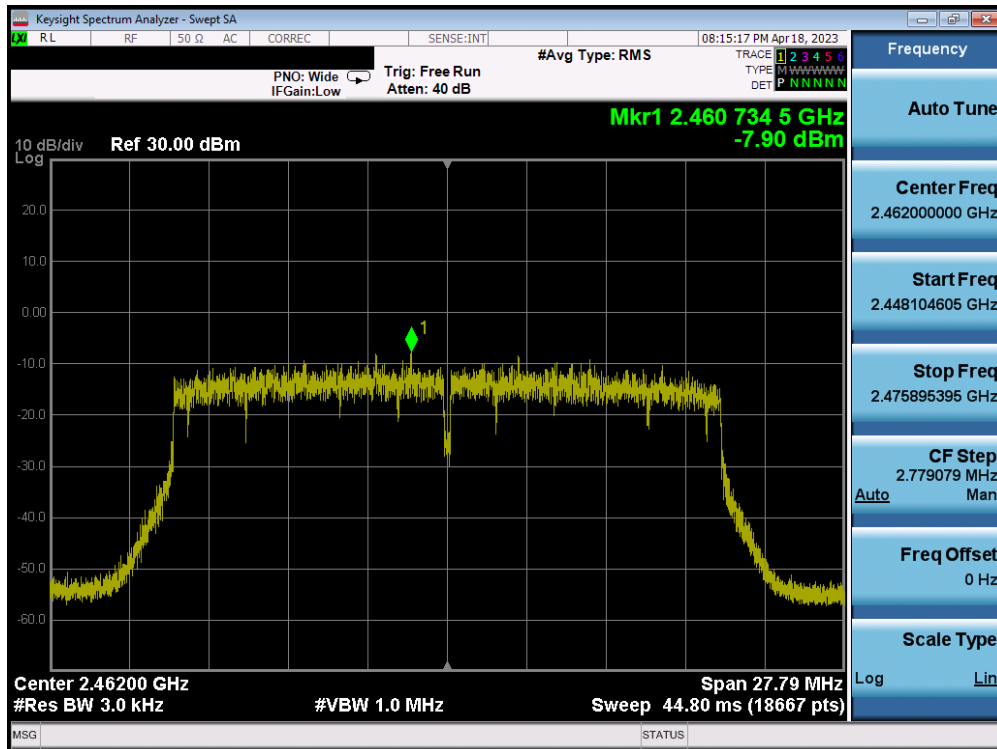 Keysight Spectrum Analyzer - Swept SA
LXI RL RF 50 Ω AC CORREC SENSE:INT 08:15:17 PM Apr 18, 2023
#Avg Type: RMS TRACE 1 2 3 4 5 6
PNO: Wide Trig: Free Run TYPE M WWWWW
IFGain:Low Atten: 40 dB DET P N N N N N
Mkr1 2.460 734 5 GHz
-7.90 dBm
10 dB/div Ref 30.00 dBm
Log
20.0
10.0
0.00
1
-10.0
-20.0
-30.0
-40.0
-50.0
-60.0
Center 2.46200 GHz Span 27.79 MHz
#Res BW 3.0 kHz #VBW 1.0 MHz Sweep 44.80 ms (18667 pts)
MSG STATUS
Frequency
Auto Tune
Center Freq
2.462000000 GHz
Start Freq
2.448104605 GHz
Stop Freq
2.475895395 GHz
CF Step
2.779079 MHz
Auto Man
Freq Offset
0 Hz
Scale Type
Log Lin